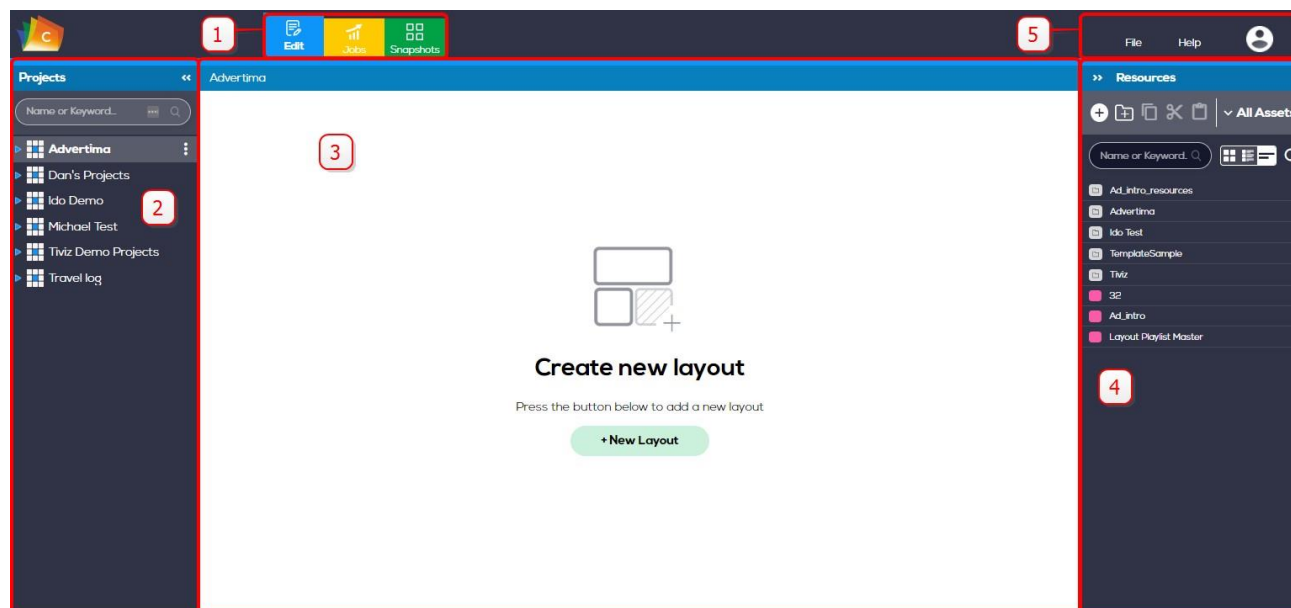 C
1
Edit
Jobs
Snapshots
5
File Help
Projects «
Name or Keyword...
Advertima
Dan's Projects
Ido Demo
2
Michael Test
Tiviz Demo Projects
Travel log
Advertima
3
Create new layout
Press the button below to add a new layout
+ New Layout
» Resources
All Assets
Name or Keyword..
Ad_intro_resources
Advertima
Ido Test
TemplateSample
Tiviz
32
Ad_intro
Layout Playlist Master
4